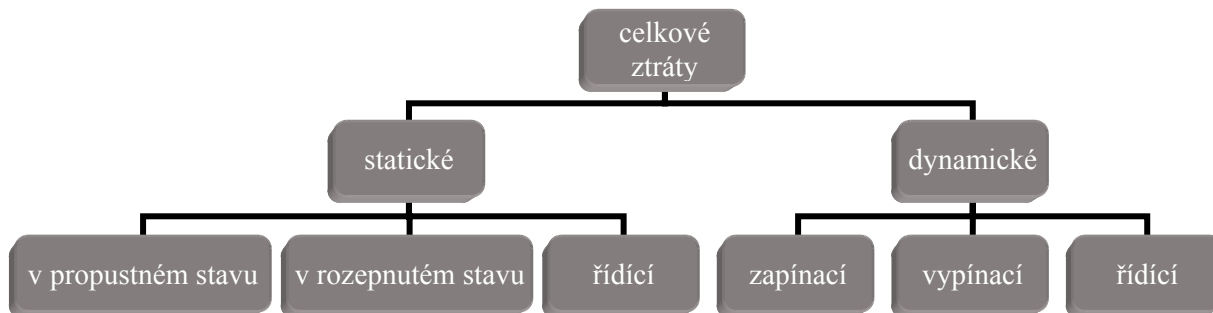 celkové
ztráty
statické
dynamické
v propustném stavu
v rozepnutém stavu
řídící
zapínací
vypínací
řídící